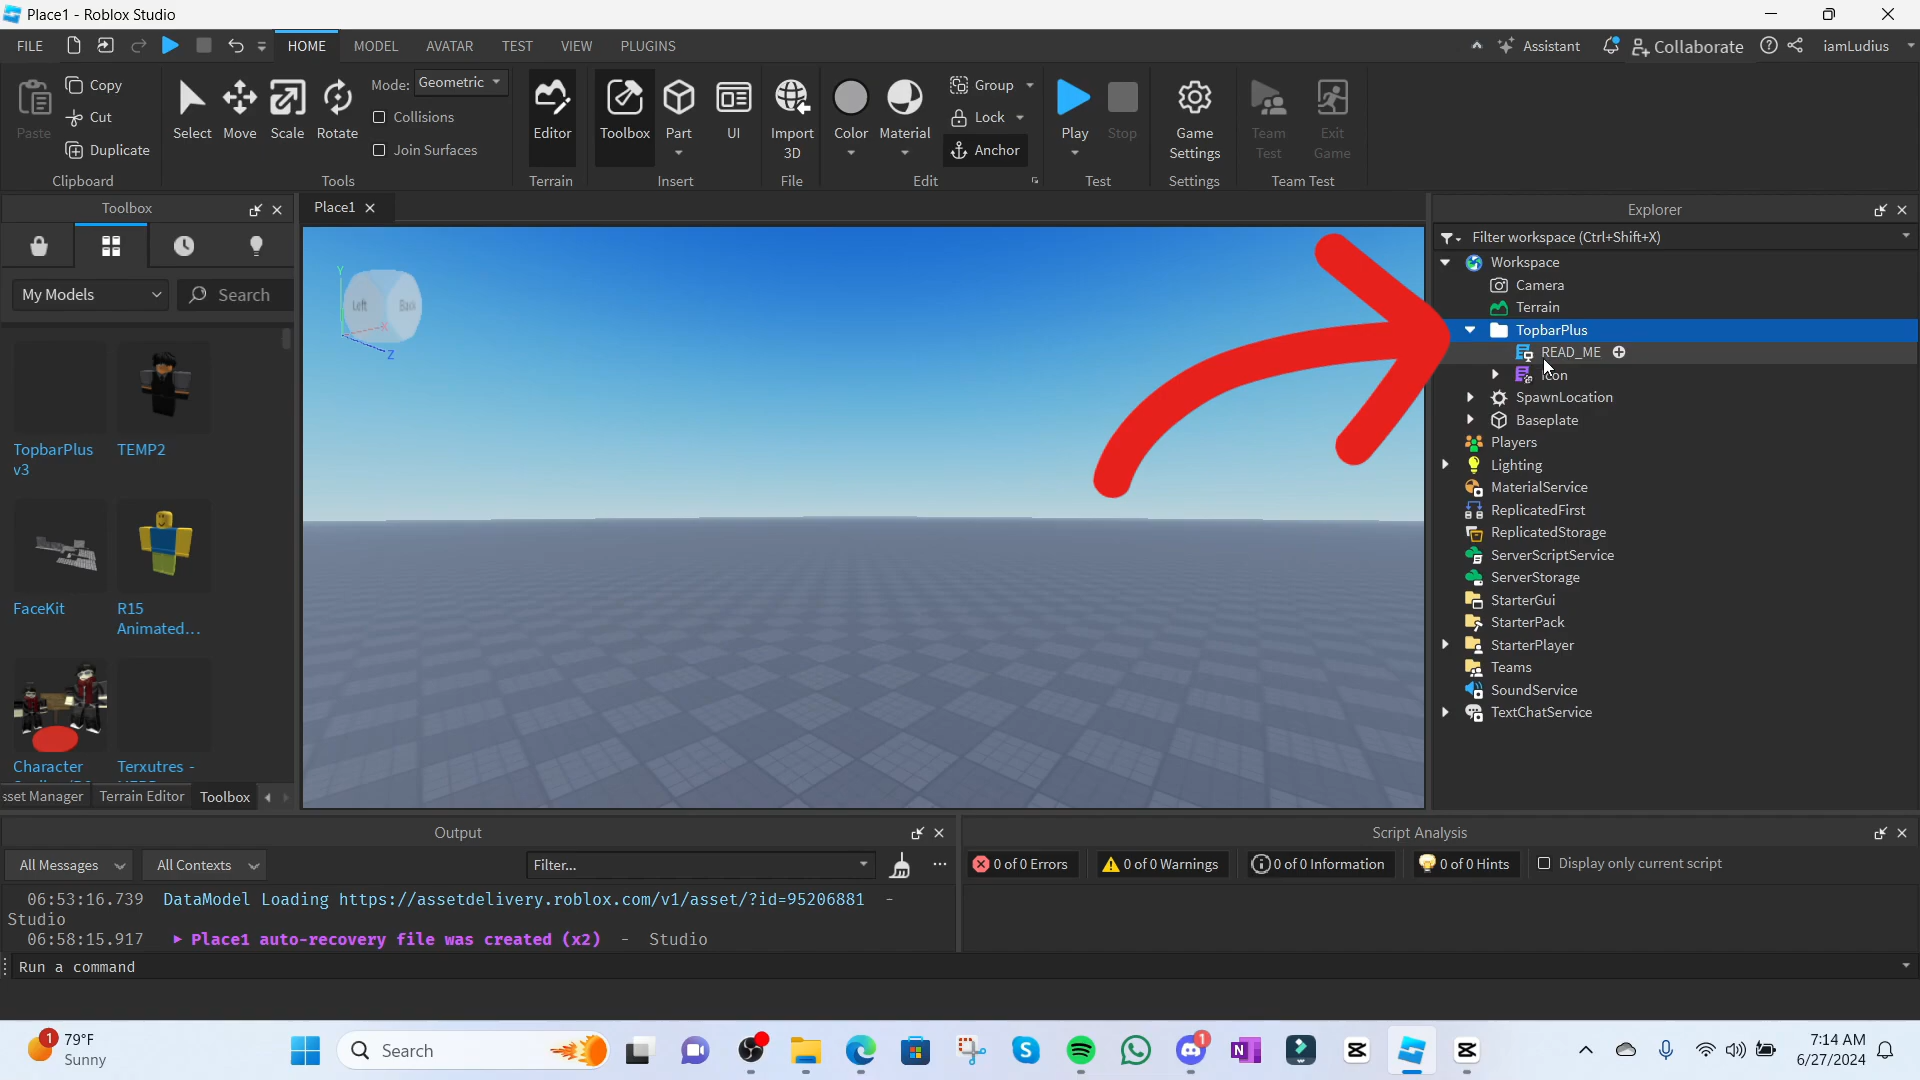 Place1 - Roblox Studio
FILE
HOME
MODEL
AVATAR
TEST
VIEW
PLUGINS
Assistant
Collaborate
iamLudius
Paste
Copy
Cut
Duplicate
Clipboard
Select
Move
Scale
Rotate
Mode:
Geometric
Collisions
Join Surfaces
Tools
Editor
Terrain
Toolbox
Part
UI
Insert
Import
3D
File
Color
Material
Group
Lock
Anchor
Edit
Play
Stop
Test
Game
Settings
Settings
Team
Test
Exit
Game
Team Test
Toolbox
My Models
Search
TopbarPlus
v3
TEMP2
FaceKit
R15
Animated...
Character
Terxutres -
sset Manager
Terrain Editor
Toolbox
Place1
Y
Left
Back
X
Z
Explorer
Filter workspace (Ctrl+Shift+X)
Workspace
Camera
Terrain
TopbarPlus
READ_ME
Icon
SpawnLocation
Baseplate
Players
Lighting
MaterialService
ReplicatedFirst
ReplicatedStorage
ServerScriptService
ServerStorage
StarterGui
StarterPack
StarterPlayer
Teams
SoundService
TextChatService
Output
All Messages
All Contexts
Filter...
06:53:16.739 DataModel Loading https://assetdelivery.roblox.com/v1/asset/?id=95206881 -
Studio
06:58:15.917 Place1 auto-recovery file was created (x2) - Studio
Run a command
Script Analysis
0 of 0 Errors
0 of 0 Warnings
0 of 0 Information
0 of 0 Hints
Display only current script
1
79°F
Sunny
Search
1
7:14 AM
6/27/2024